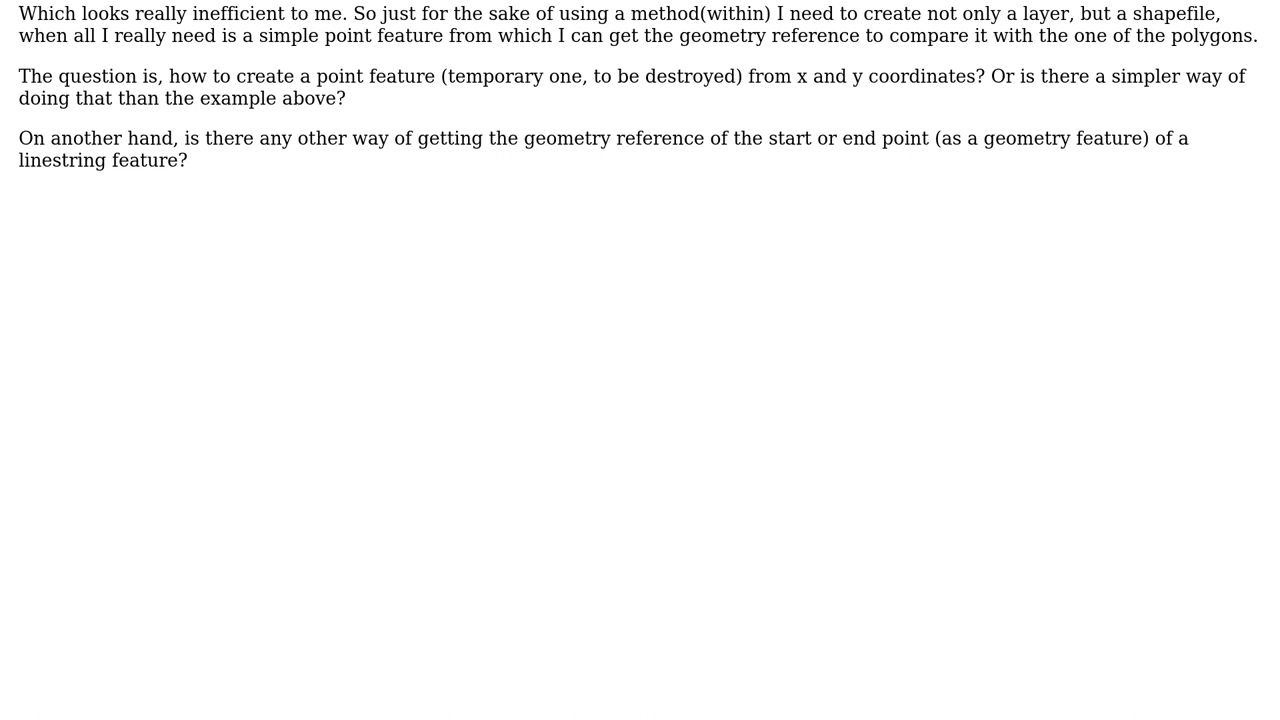 Which looks really inefficient to me. So just for the sake of using a method(within) I need to create not only a layer, but a shapefile,
when all I really need is a simple point feature from which I can get the geometry reference to compare it with the one of the polygons.
The question is, how to create a point feature (temporary one, to be destroyed) from x and y coordinates? Or is there a simpler way of
doing that than the example above?
On another hand, is there any other way of getting the geometry reference of the start or end point (as a geometry feature) of a
linestring feature?